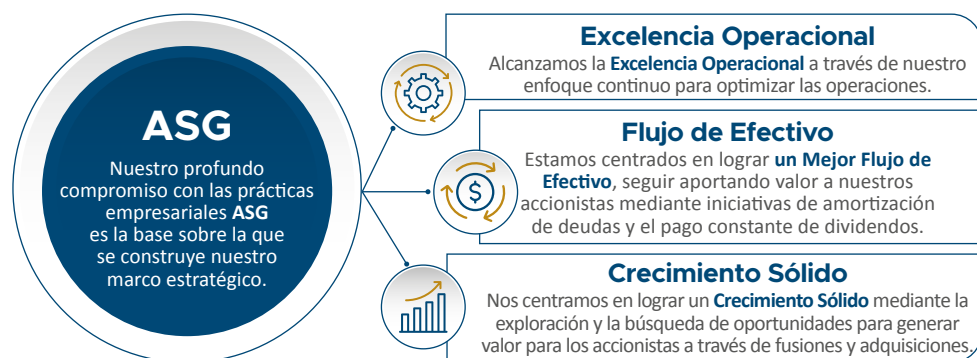 ASG
Nuestro profundo
compromiso con las prácticas
empresariales ASG
es la base sobre la que
se construye nuestro
marco estratégico.
Excelencia Operacional
Alcanzamos la Excelencia Operacional a través de nuestro
enfoque continuo para optimizar las operaciones.
Flujo de Efectivo
Estamos centrados en lograr un Mejor Flujo de
Efectivo, seguir aportando valor a nuestros
accionistas mediante iniciativas de amortización
de deudas y el pago constante de dividendos.
$
Crecimiento Sólido
Nos centramos en lograr un Crecimiento Sólido mediante la
exploración y la búsqueda de oportunidades para generar
valor para los accionistas a través de fusiones y adquisiciones.